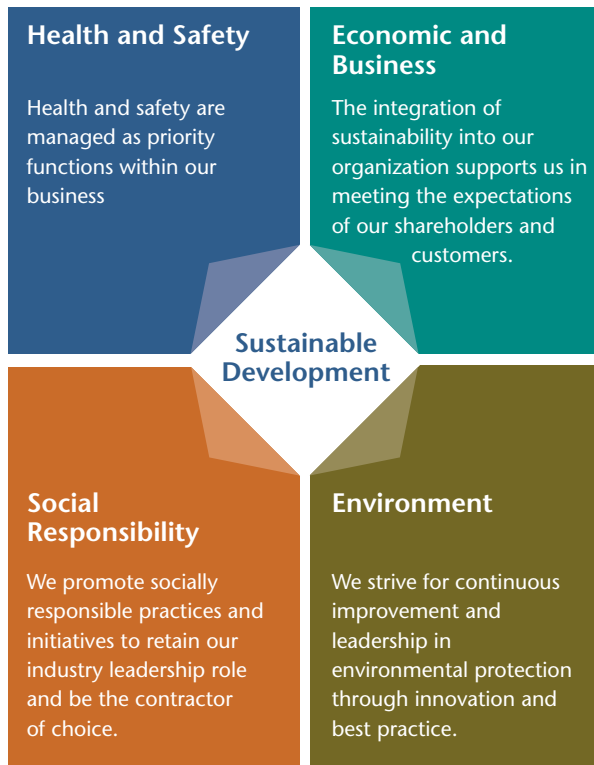 Health and Safety
Health and safety are
managed as priority
functions within our
business
Economic and
Business
The integration of
sustainability into our
organization supports us in
meeting the expectations
of our shareholders and
customers.
Sustainable
Development
Social
Responsibility
We promote socially
responsible practices and
initiatives to retain our
industry leadership role
and be the contractor
of choice.
Environment
We strive for continuous
improvement and
leadership in
environmental protection
through innovation and
best practice.